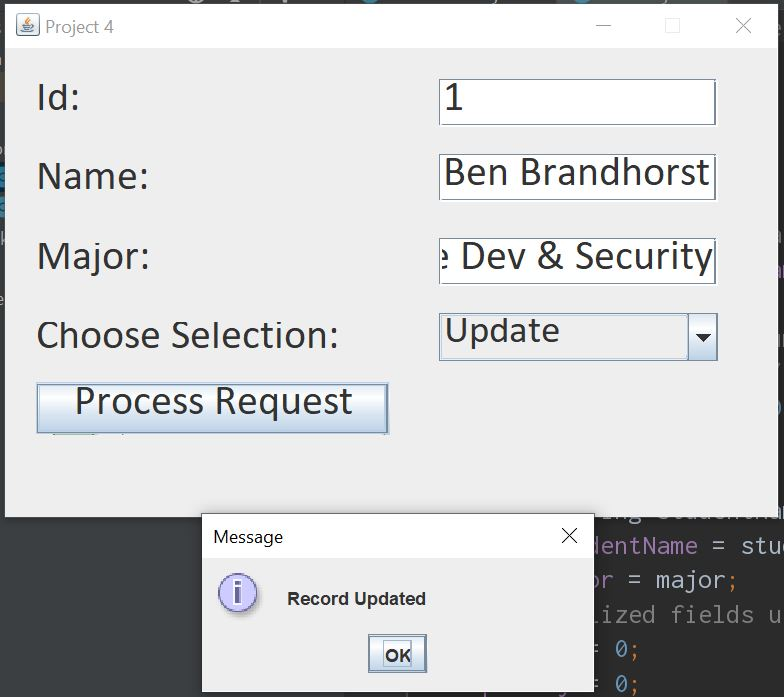 Project 4
Id:
1
Name:
Ben Brandhorst
Major:
e Dev & Security
Choose Selection:
Update
Process Request
Message
Record Updated
OK
dentName = stu
or = major;
lized fields u
= 0;
= 0;